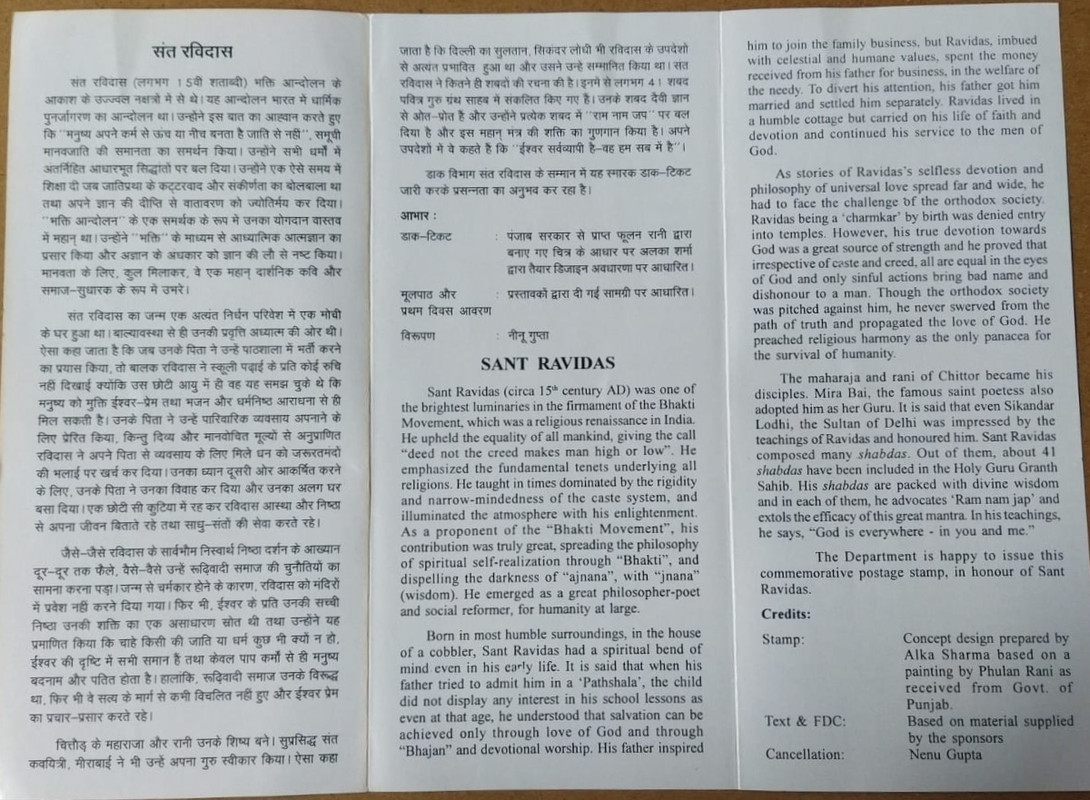 संत रविदास
संत रविदास (लगभग 15वी शताब्दी) भक्ति आन्दोलन के
आकाश के उज्ज्वल नक्षत्रों में से थे। यह आन्दोलन भारत में धार्मिक
पुनर्जागरण का आन्दोलन था। उन्होंने इस बात का आह्वान करते हुए
कि "मनुष्य अपने कर्म से ऊंच या नीच बनता है जाति से नहीं", समूची
मानवजाति की समानता का समर्थन किया। उन्होंने सभी धर्मों में
अंतर्निहित आधारभूत सिद्धांतों पर बल दिया। उन्होंने एक ऐसे समय में
शिक्षा दी जब जातिप्रथा के कट्टरवाद और संकीर्णता का बोलबाला था
तथा अपने ज्ञान की दीप्ति से वातावरण को ज्योतिर्मय कर दिया।
"भक्ति आन्दोलन" के एक समर्थक के रूप मे उनका योगदान वास्तव
में महान् था। उन्होंने "भक्ति" के माध्यम से आध्यात्मिक आत्मज्ञान का
प्रसार किया और अज्ञान के अंधकार को ज्ञान की लौ से नष्ट किया।
मानवता के लिए, कुल मिलाकर, वे एक महान् दार्शनिक कवि और
समाज-सुधारक के रूप मे उभरे।
संत रविदास का जन्म एक अत्यंत निर्धन परिवेश में एक मोची
के घर हुआ था। बाल्यावस्था से ही उनकी प्रवृत्ति अध्यात्म की ओर थी।
ऐसा कहा जाता है कि जब उनके पिता ने उन्हे पाठशाला में भर्ती करने
का प्रयास किया, तो बालक रविदास ने स्कूली पढ़ाई के प्रति कोई रुचि
नहीं दिखाई क्योंकि उस छोटी आयु में ही वह यह समझ चुके थे कि
मनुष्य को मुक्ति ईश्वर-प्रेम तथा भजन और धर्मनिष्ठ आराधना से ही
मिल सकती है। उनके पिता ने उन्हे पारिवारिक व्यवसाय अपनाने के
लिए प्रेरित किया, किन्तु दिव्य और मानवोचित मूल्यों से अनुप्राणित
रविदास ने अपने पिता से व्यवसाय के लिए मिले धन को जरूरतमंदों
की भलाई पर खर्च कर दिया। उनका ध्यान दूसरी ओर आकर्षित करने
के लिए, उनके पिता ने उनका विवाह कर दिया और उनका अलग घर
बसा दिया। एक छोटी सी कुटिया में रह कर रविदास आस्था और निष्ठा
से अपना जीवन बिताते रहे तथा साधु-संतों की सेवा करते रहे।
जैसे-जैसे रविदास के सार्वभौम निस्वार्थ निष्ठा दर्शन के आख्यान
दूर-दूर तक फैले, वैसे-वैसे उन्हें रूढ़िवादी समाज की चुनौतियों का
सामना करना पड़ा। जन्म से चर्मकार होने के कारण, रविदास को मंदिरों
में प्रवेश नहीं करने दिया गया। फिर भी, ईश्वर के प्रति उनकी सच्ची
निष्ठा उनकी शक्ति का एक असाधारण स्रोत थी तथा उन्होंने यह
प्रमाणित किया कि चाहे किसी की जाति या धर्म कुछ भी क्यों न हो,
ईश्वर की दृष्टि में सभी समान हैं तथा केवल पाप कर्मों से ही मनुष्य
बदनाम और पतित होता है। हालांकि, रूढ़िवादी समाज उनके विरूद्ध
था, फिर भी वे सत्य के मार्ग से कभी विचलित नहीं हुए और ईश्वर प्रेम
का प्रचार-प्रसार करते रहे।
चित्तौड़ के महाराजा और रानी उनके शिष्य बने। सुप्रसिद्ध संत
कवयित्री, मीराबाई ने भी उन्हें अपना गुरु स्वीकार किया। ऐसा कहा
जाता है कि दिल्ली का सुलतान, सिकंदर लोधी भी रविदास के उपदेशों
से अत्यंत प्रभावित हुआ था और उसने उन्हे सम्मानित किया था। संत
रविदास ने कितने ही शबदों की रचना की है। इनमे से लगभग 41 शबद
पवित्र गुरु ग्रंथ साहब मे संकलित किए गए है। उनके शबद दैवी ज्ञान
से ओत-प्रोत है और उन्होंने प्रत्येक शबद में "राम नाम जप" पर बल
दिया है और इस महान् मंत्र की शक्ति का गुणगान किया है। अपने
उपदेशों मे वे कहते है कि "ईश्वर सर्वव्यापी है-वह हम सब में है"।
डाक विभाग संत रविदास के सम्मान में यह स्मारक डाक-टिकट
जारी करके प्रसन्नता का अनुभव कर रहा है।
आभार :
डाक-टिकट : पंजाब सरकार से प्राप्त फूलन रानी द्वारा
बनाए गए चित्र के आधार पर अलका शर्मा
द्वारा तैयार डिजाइन अवधारणा पर आधारित।
मूलपाठ और : प्रस्तावकों द्वारा दी गई सामग्री पर आधारित।
प्रथम दिवस आवरण
विरूपण : नीनू गुप्ता
SANT RAVIDAS
Sant Ravidas (circa 15th century AD) was one of
the brightest luminaries in the firmament of the Bhakti
Movement, which was a religious renaissance in India.
He upheld the equality of all mankind, giving the call
"deed not the creed makes man high or low". He
emphasized the fundamental tenets underlying all
religions. He taught in times dominated by the rigidity
and narrow-mindedness of the caste system, and
illuminated the atmosphere with his enlightenment.
As a proponent of the "Bhakti Movement", his
contribution was truly great, spreading the philosophy
of spiritual self-realization through "Bhakti", and
dispelling the darkness of "ajnana", with "jnana"
(wisdom). He emerged as a great philosopher-poet
and social reformer, for humanity at large.
Born in most humble surroundings, in the house
of a cobbler, Sant Ravidas had a spiritual bend of
mind even in his early life. It is said that when his
father tried to admit him in a 'Pathshala', the child
did not display any interest in his school lessons as
even at that age, he understood that salvation can be
achieved only through love of God and through
"Bhajan" and devotional worship. His father inspired
him to join the family business, but Ravidas, imbued
with celestial and humane values, spent the money
received from his father for business, in the welfare of
the needy. To divert his attention, his father got him
married and settled him separately. Ravidas lived in
a humble cottage but carried on his life of faith and
devotion and continued his service to the men of
God.
As stories of Ravidas's selfless devotion and
philosophy of universal love spread far and wide, he
had to face the challenge of the orthodox society.
Ravidas being a 'charmkar' by birth was denied entry
into temples. However, his true devotion towards
God was a great source of strength and he proved that
irrespective of caste and creed, all are equal in the eyes
of God and only sinful actions bring bad name and
dishonour to a man. Though the orthodox society
was pitched against him, he never swerved from the
path of truth and propagated the love of God. He
preached religious harmony as the only panacea for
the survival of humanity.
The maharaja and rani of Chittor became his
disciples. Mira Bai, the famous saint poetess also
adopted him as her Guru. It is said that even Sikandar
Lodhi, the Sultan of Delhi was impressed by the
teachings of Ravidas and honoured him. Sant Ravidas
composed many shabdas. Out of them, about 41
shabdas have been included in the Holy Guru Granth
Sahib. His shabdas are packed with divine wisdom
and in each of them, he advocates 'Ram nam jap' and
extols the efficacy of this great mantra. In his teachings,
he says, "God is everywhere - in you and me."
The Department is happy to issue this
commemorative postage stamp, in honour of Sant
Ravidas.
Credits:
Stamp: Concept design prepared by
Alka Sharma based on a
painting by Phulan Rani as
received from Govt. of
Punjab.
Text & FDC: Based on material supplied
by the sponsors
Cancellation: Nenu Gupta